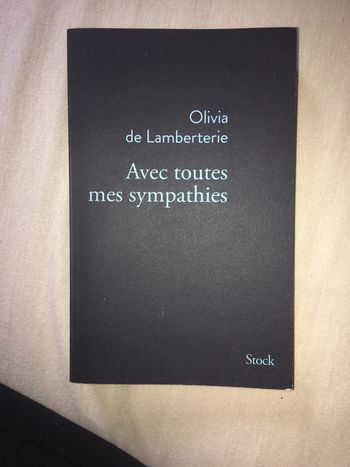 Olivia
de Lamberterie
Avec toutes
mes sympathies
Stock